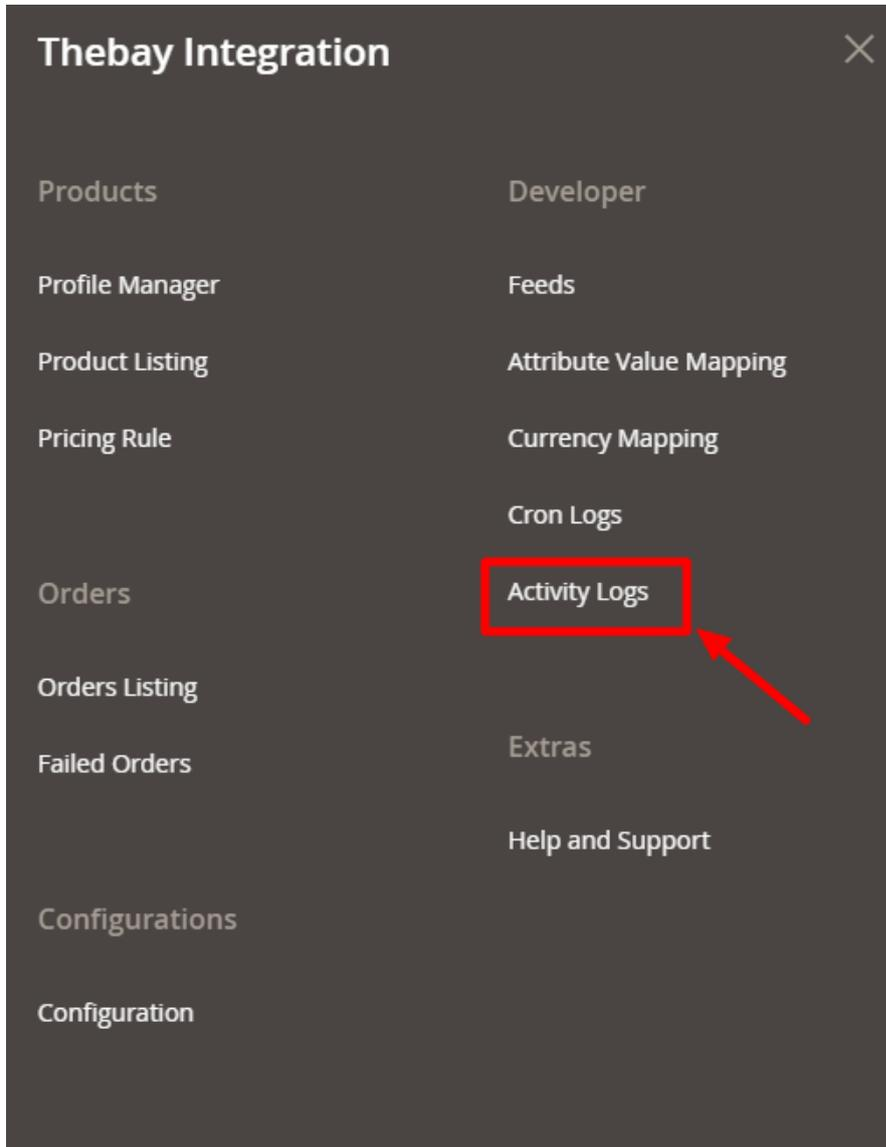 Thebay Integration
Products
Profile Manager
Product Listing
Pricing Rule
Orders
Orders Listing
Failed Orders
Configurations
Configuration
Developer
Feeds
Attribute Value Mapping
Currency Mapping
Cron Logs
Activity Logs
Extras
Help and Support